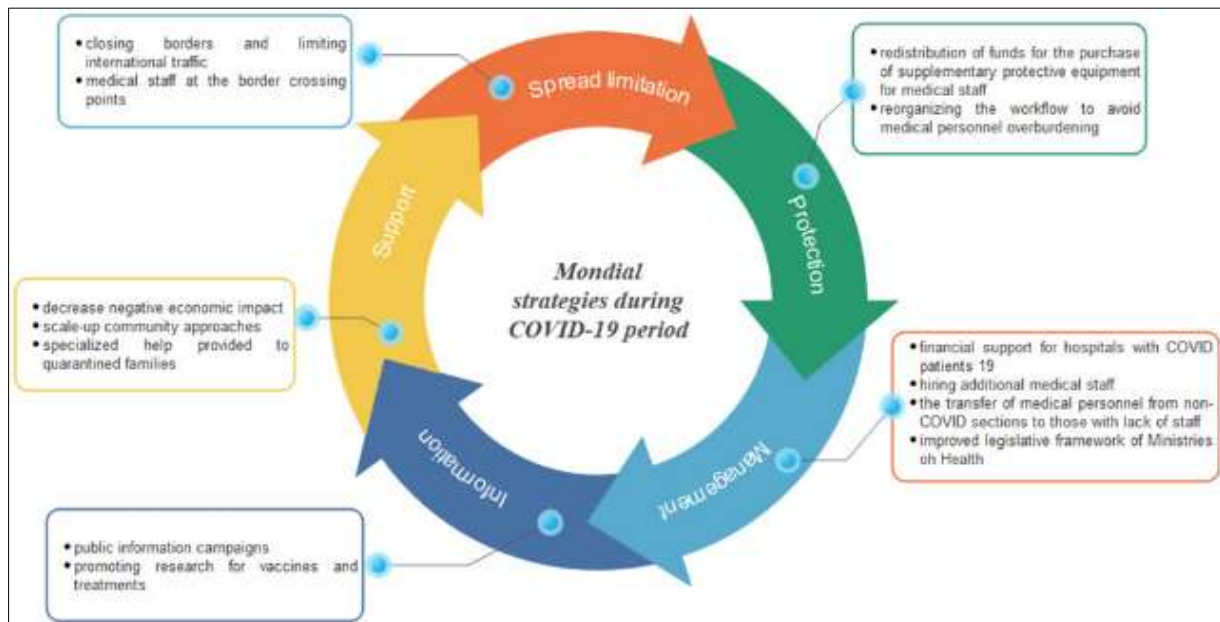 • closing borders and limiting
international traffic
• medical staff at the border crossing
points
Spread limitation
• redistribution of funds for the purchase
of supplementary protective equipment
for medical staff
• reorganizing the workflow to avoid
medical personnel overburdening
Support
Protection
Mondial
strategies during
COVID-19 period
• decrease negative economic impact
• scale-up community approaches
• specialized help provided to
quarantined families
• financial support for hospitals with COVID
patients 19
• hiring additional medical staff
• the transfer of medical personnel from non-
COVID sections to those with lack of staff
• improved legislative framework of Ministries
oh Health
Information
Management
• public information campaigns
• promoting research for vaccines and
treatments